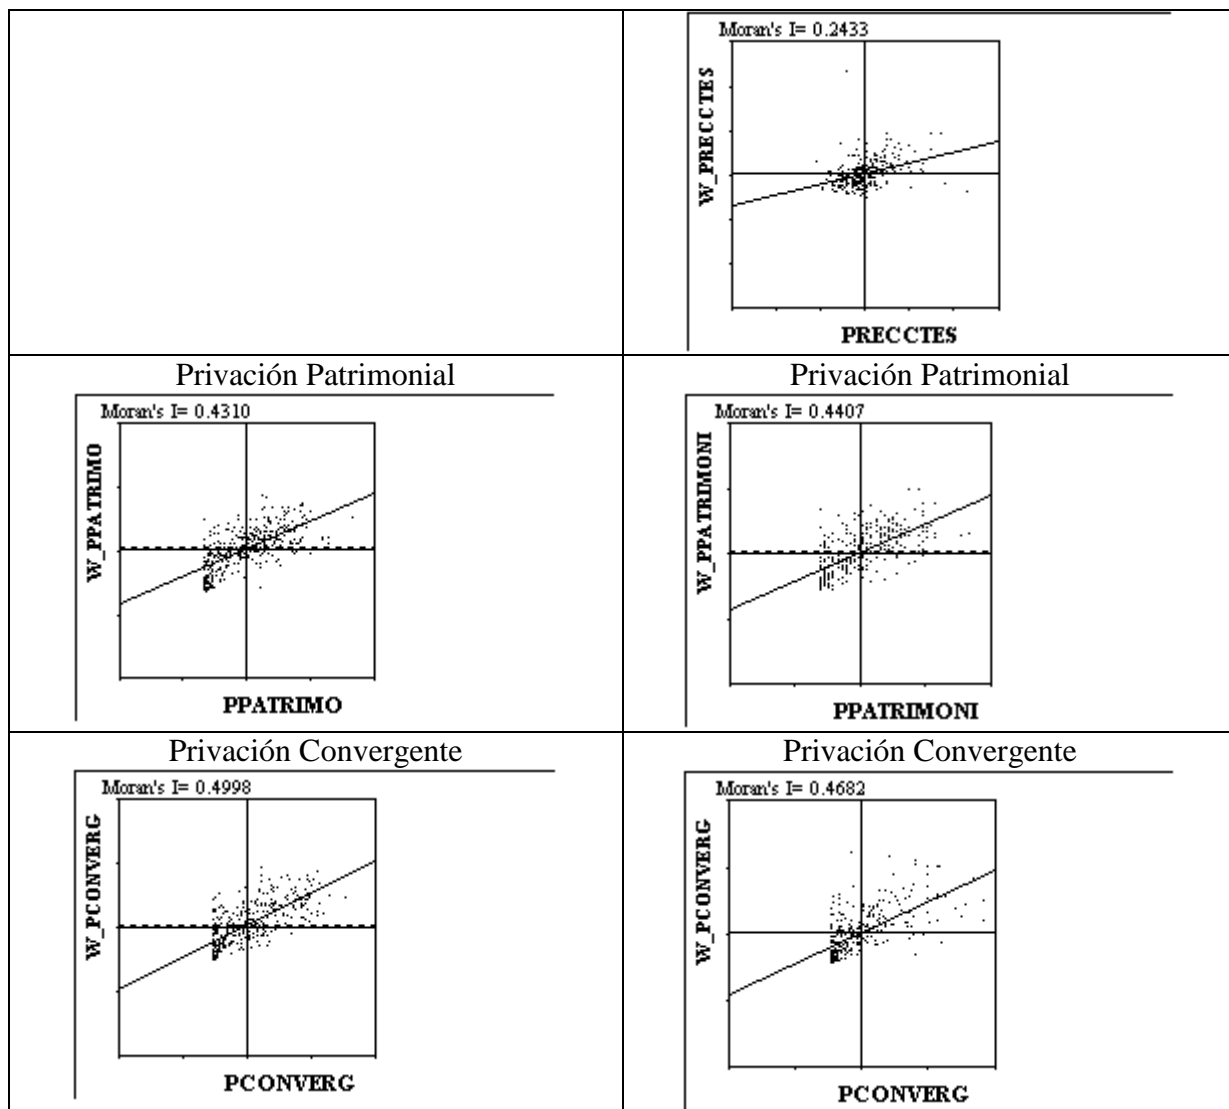 Moran's I= 0.2433
W_PRECCTES
PRECCTES
Privación Patrimonial
Moran's I= 0.4310
W_PPATRIMO
PPATRIMO
Privación Patrimonial
Moran's I= 0.4407
W_PPATRIMONI
PPATRIMONI
Privación Convergente
Moran's I= 0.4998
W_PCONVERG
PCONVERG
Privación Convergente
Moran's I= 0.4682
W_PCONVERG
PCONVERG